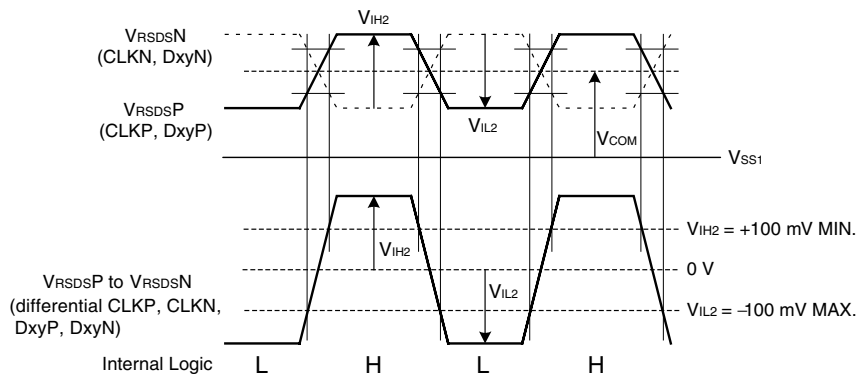 VIH2
VRSDSN
(CLKN, DxyN)
VRSDSP
(CLKP, DxyP)
VIL2
VCOM
VSS1
VIH2 = +100 mV MIN.
VIH2
0 V
VRSDSP to VRSDSN
(differential CLKP, CLKN,
DxyP, DxyN)
VIL2
VIL2 = –100 mV MAX.
Internal Logic L H L H